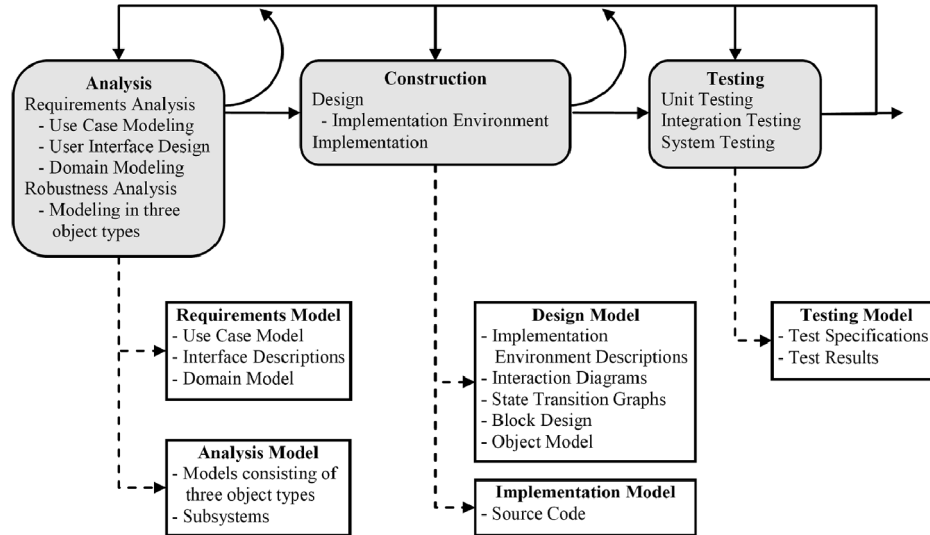 Analysis
Requirements Analysis
- Use Case Modeling
- User Interface Design
- Domain Modeling
Robustness Analysis
- Modeling in three
object types
Construction
Design
- Implementation Environment
Implementation
Testing
Unit Testing
Integration Testing
System Testing
Requirements Model
- Use Case Model
- Interface Descriptions
- Domain Model
Analysis Model
- Models consisting of
three object types
- Subsystems
Design Model
- Implementation
Environment Descriptions
- Interaction Diagrams
- State Transition Graphs
- Block Design
- Object Model
Implementation Model
- Source Code
Testing Model
- Test Specifications
- Test Results